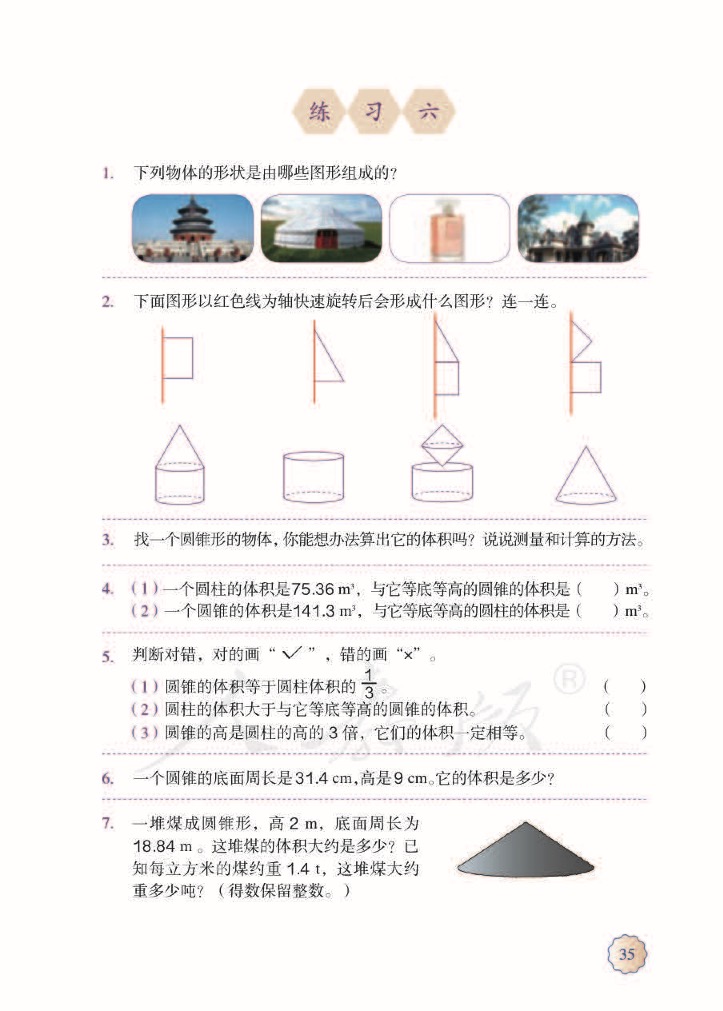 练习六
1. 下列物体的形状是由哪些图形组成的?
2. 下面图形以红色线为轴快速旋转后会形成什么图形？连一连。
3. 找一个圆锥形的物体，你能想办法算出它的体积吗？说说测量和计算的方法。
4. (1) 一个圆柱的体积是75.36 m³，与它等底等高的圆锥的体积是（　　）m³。
(2) 一个圆锥的体积是141.3 m³，与它等底等高的圆柱的体积是（　　）m³。
5. 判断对错，对的画“✓”，错的画“×”。
(1) 圆锥的体积等于圆柱体积的 1/3 。（　　）
(2) 圆柱的体积大于与它等底等高的圆锥的体积。（　　）
(3) 圆锥的高是圆柱的高的 3 倍，它们的体积一定相等。（　　）
6. 一个圆锥的底面周长是31.4 cm,高是9 cm。它的体积是多少?
7. 一堆煤成圆锥形，高 2 m，底面周长为
18.84 m 。这堆煤的体积大约是多少？已
知每立方米的煤约重 1.4 t，这堆煤大约
重多少吨？（得数保留整数。）
35